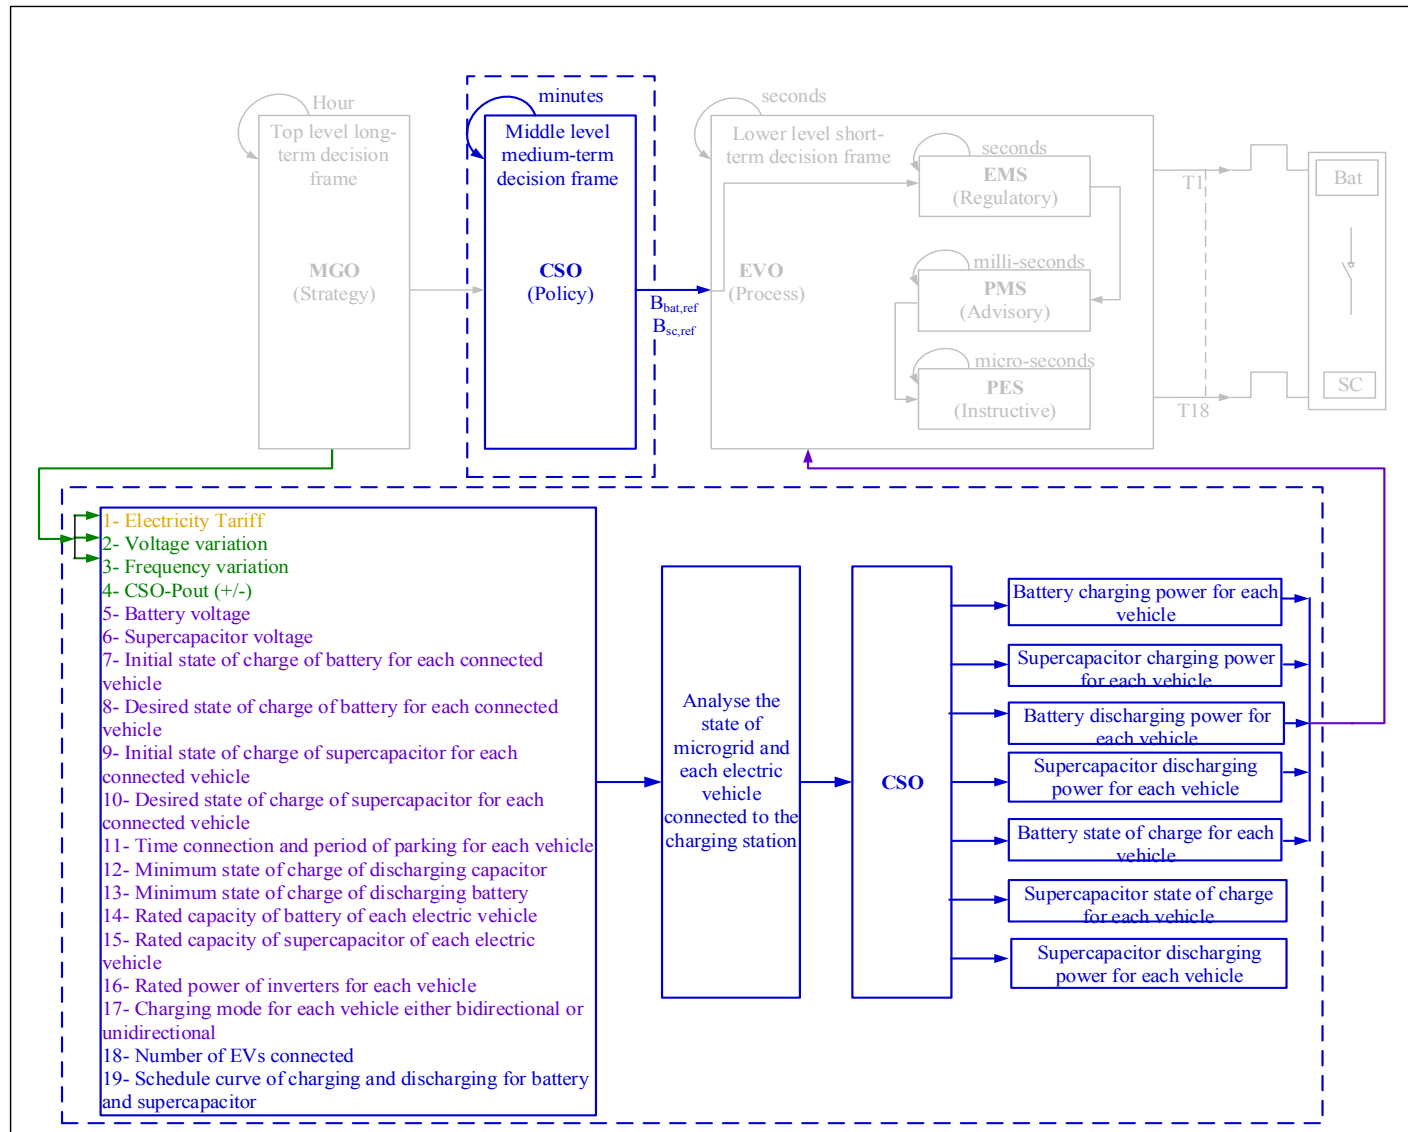 Hour
Top level long-
term decision
frame
MGO
(Strategy)
minutes
Middle level
medium-term
decision frame
CSO
(Policy)
Bbat,ref
Bsc,ref
seconds
Lower level short-
term decision frame
EVO
(Process)
seconds
EMS
(Regulatory)
milli-seconds
PMS
(Advisory)
micro-seconds
PES
(Instructive)
T1
T18
Bat
SC
1- Electricity Tariff
2- Voltage variation
3- Frequency variation
4- CSO-Pout (+/-)
5- Battery voltage
6- Supercapacitor voltage
7- Initial state of charge of battery for each connected
vehicle
8- Desired state of charge of battery for each connected
vehicle
9- Initial state of charge of supercapacitor for each
connected vehicle
10- Desired state of charge of supercapacitor for each
connected vehicle
11- Time connection and period of parking for each vehicle
12- Minimum state of charge of discharging capacitor
13- Minimum state of charge of discharging battery
14- Rated capacity of battery of each electric vehicle
15- Rated capacity of supercapacitor of each electric
vehicle
16- Rated power of inverters for each vehicle
17- Charging mode for each vehicle either bidirectional or
unidirectional
18- Number of EVs connected
19- Schedule curve of charging and discharging for battery
and supercapacitor
Analyse the
state of
microgrid and
each electric
vehicle
connected to the
charging station
CSO
Battery charging power for each
vehicle
Supercapacitor charging power
for each vehicle
Battery discharging power for
each vehicle
Supercapacitor discharging
power for each vehicle
Battery state of charge for each
vehicle
Supercapacitor state of charge
for each vehicle
Supercapacitor discharging
power for each vehicle